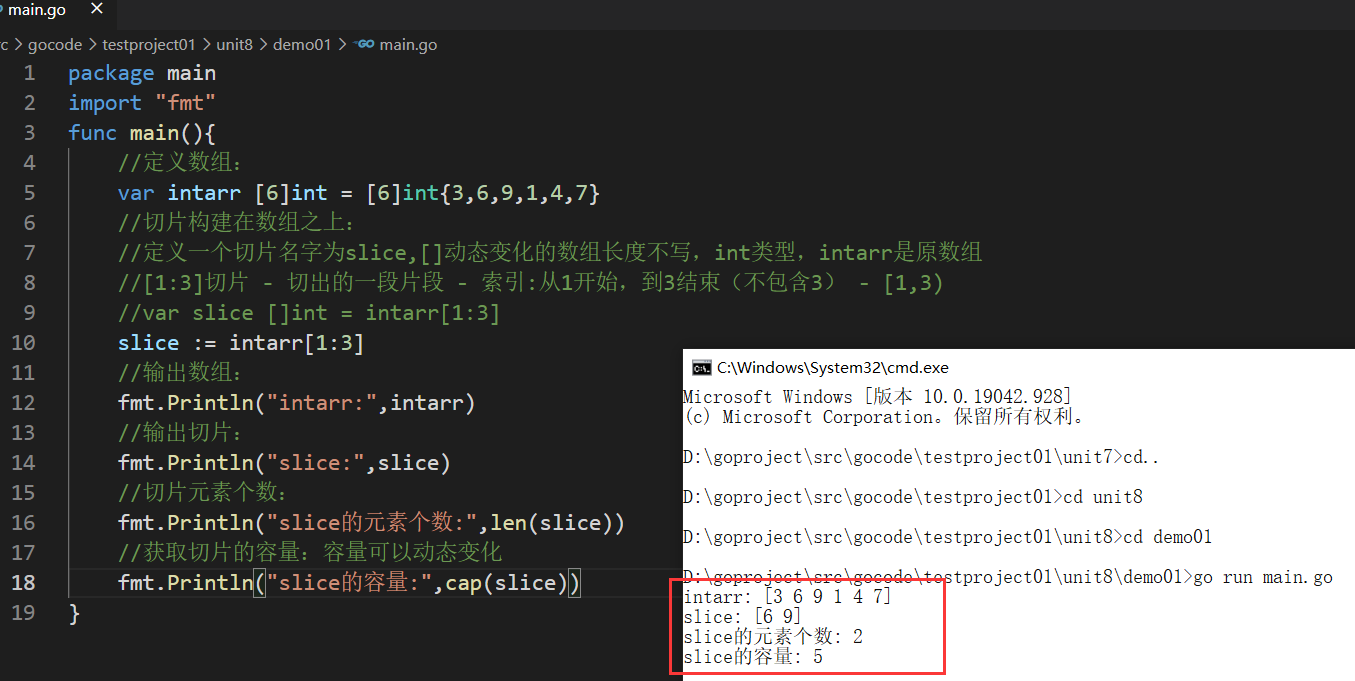 main.go ×
rc > gocode > testproject01 > unit8 > demo01 > GO main.go
1 package main
2 import "fmt"
3 func main(){
4 //定义数组:
5 var intarr [6]int = [6]int{3,6,9,1,4,7}
6 //切片构建在数组之上:
7 //定义一个切片名字为slice,[]动态变化的数组长度不写，int类型，intarr是原数组
8 //[1:3]切片 - 切出的一段片段 - 索引:从1开始，到3结束（不包含3） - [1,3)
9 //var slice []int = intarr[1:3]
10 slice := intarr[1:3]
11 //输出数组:
12 fmt.Println("intarr:",intarr)
13 //输出切片:
14 fmt.Println("slice:",slice)
15 //切片元素个数:
16 fmt.Println("slice的元素个数:",len(slice))
17 //获取切片的容量：容量可以动态变化
18 fmt.Println("slice的容量:",cap(slice))
19 }
C:\Windows\System32\cmd.exe
Microsoft Windows [版本 10.0.19042.928]
(c) Microsoft Corporation。保留所有权利。
D:\goproject\src\gocode\testproject01\unit7>cd..
D:\goproject\src\gocode\testproject01>cd unit8
D:\goproject\src\gocode\testproject01\unit8>cd demo01
D:\goproject\src\gocode\testproject01\unit8\demo01>go run main.go
intarr: [3 6 9 1 4 7]
slice: [6 9]
slice的元素个数: 2
slice的容量: 5